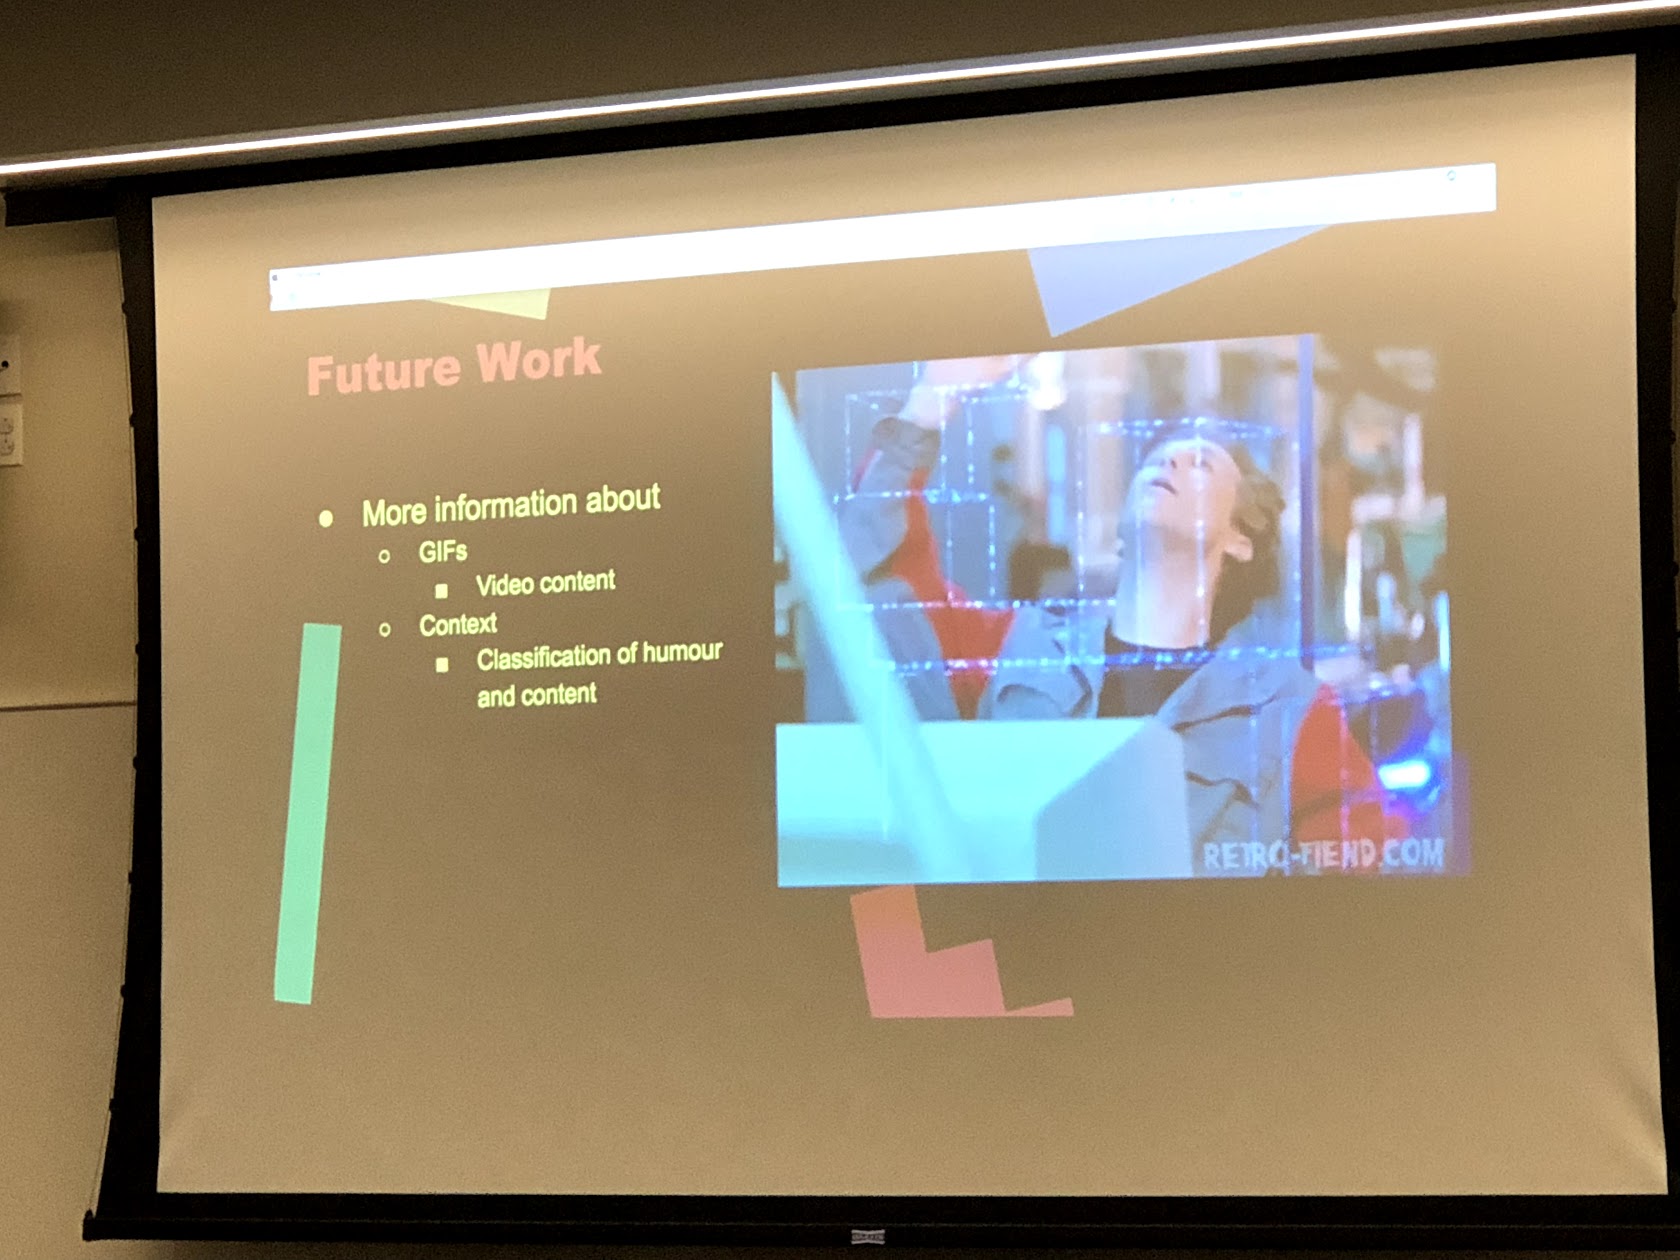 Future Work
More information about
GIFs
Video content
Context
Classification of humour
and content
RETRO-FIEND.COM